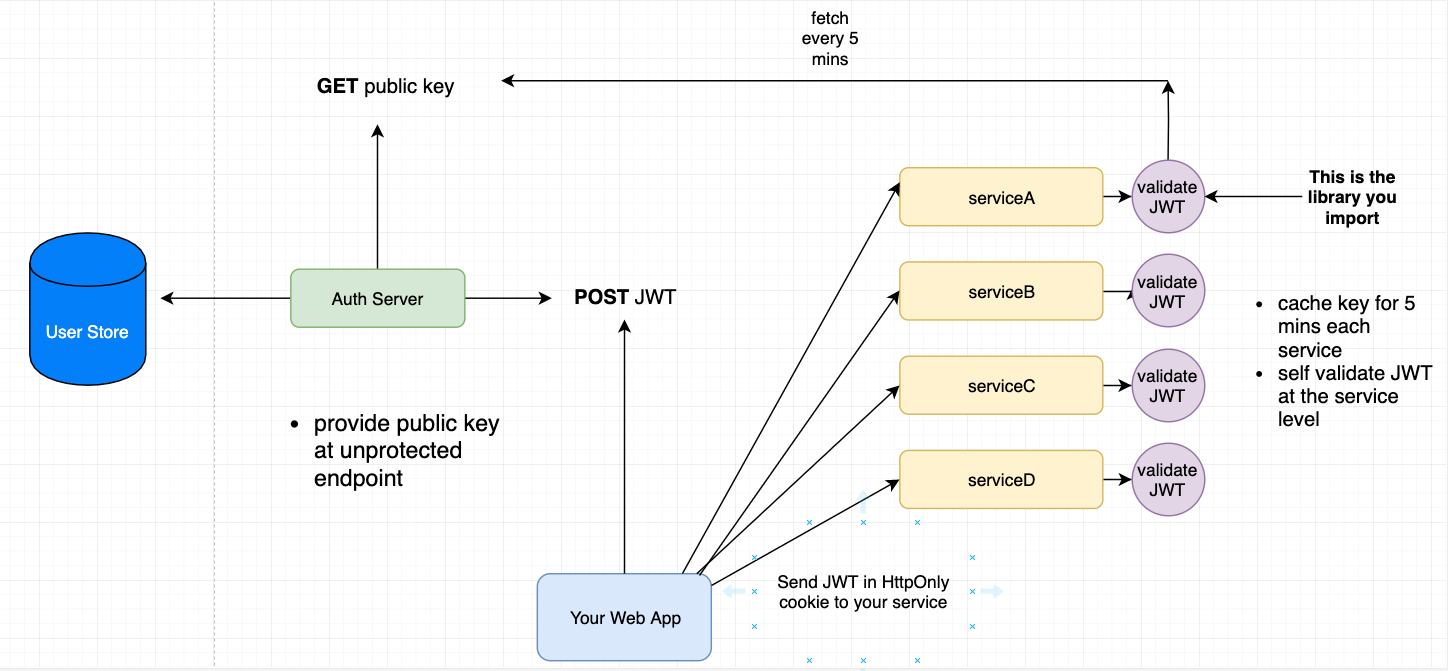 fetch
every 5
mins
GET public key
serviceA
validate
JWT
This is the
library you
import
User Store
Auth Server
POST JWT
serviceB
validate
JWT
• cache key for 5
mins each
service
• self validate JWT
at the service
level
serviceC
validate
JWT
• provide public key
at unprotected
endpoint
serviceD
validate
JWT
Send JWT in HttpOnly
cookie to your service
Your Web App